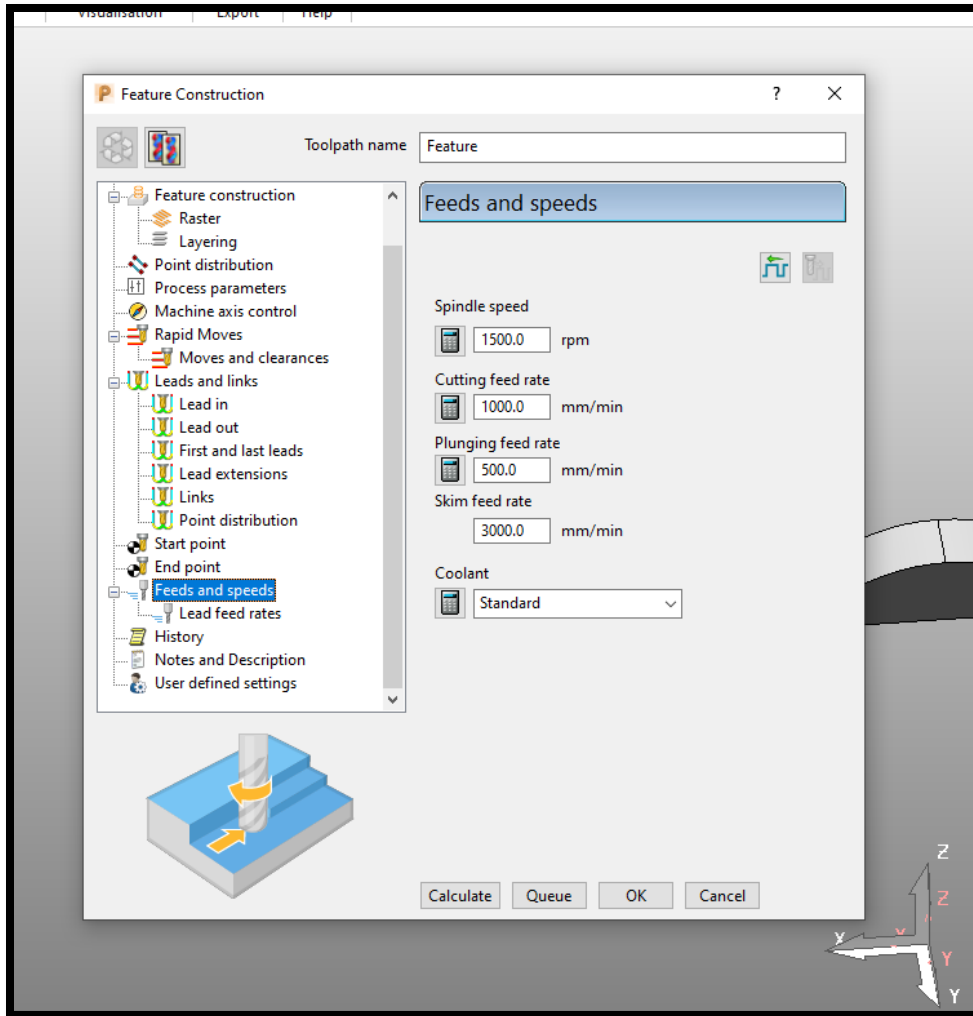 Visualisation Export Help
Feature Construction ? 
Toolpath name Feature
Feature construction
Raster
Layering
Point distribution
Process parameters
Machine axis control
Rapid Moves
Moves and clearances
Leads and links
Lead in
Lead out
First and last leads
Lead extensions
Links
Point distribution
Start point
End point
Feeds and speeds
Lead feed rates
History
Notes and Description
User defined settings
Feeds and speeds
Spindle speed
1500.0 rpm
Cutting feed rate
1000.0 mm/min
Plunging feed rate
500.0 mm/min
Skim feed rate
3000.0 mm/min
Coolant
Standard
Calculate Queue OK Cancel
Z
Z
X Y
Y
Y